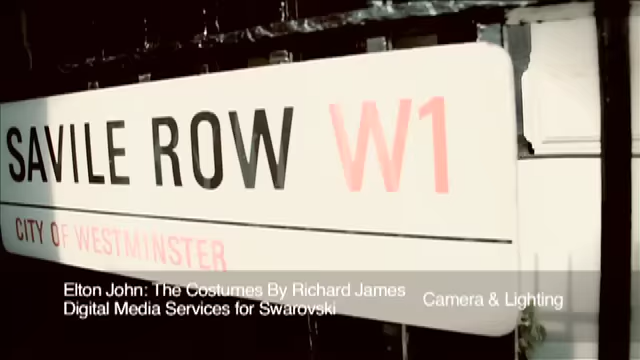 SAVILE ROW W1
CITY OF WESTMINSTER
Elton John: The Costumes By Richard James
Digital Media Services for Swarovski
Camera & Lighting